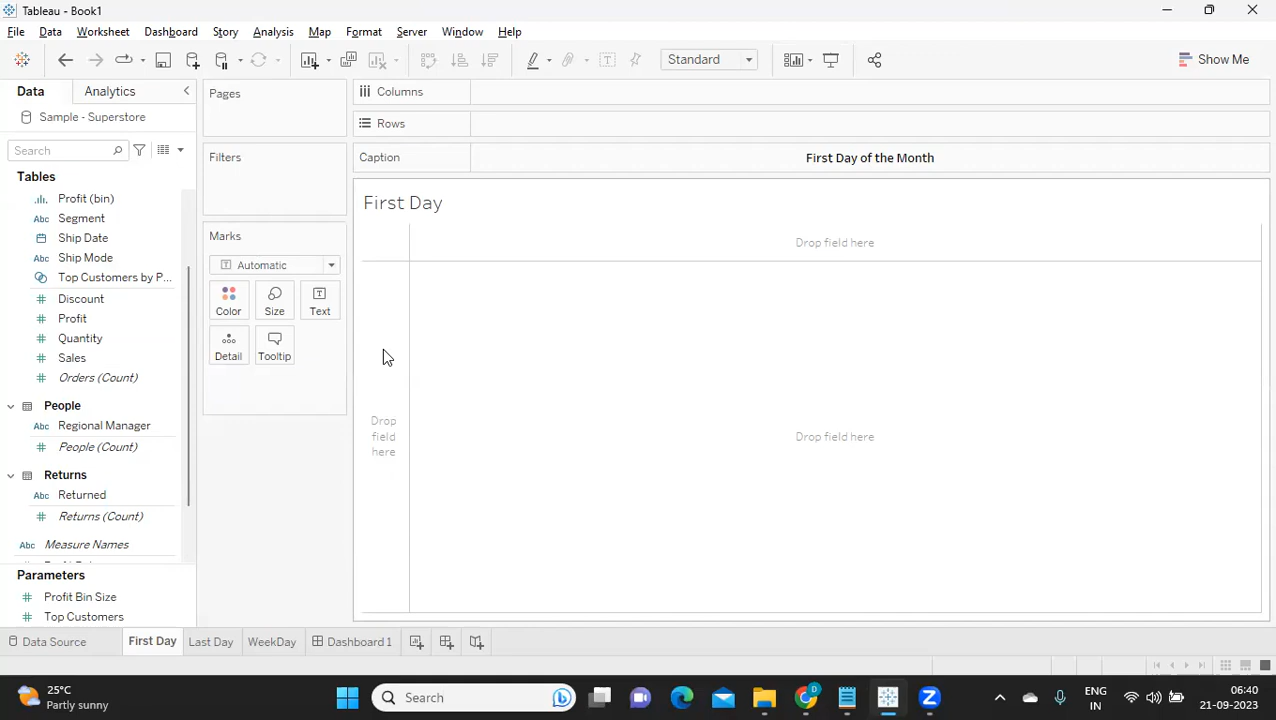 Tableau - Book1
File Data Worksheet Dashboard Story Analysis Map Format Server Window Help
Standard
Show Me
Data Analytics
Sample - Superstore
Search
Tables
Profit (bin)
Abc Segment
Ship Date
Abc Ship Mode
Top Customers by P...
Discount
Profit
Quantity
Sales
Orders (Count)
People
Abc Regional Manager
People (Count)
Returns
Abc Returned
Returns (Count)
Abc Measure Names
Parameters
Profit Bin Size
Top Customers
Pages
Filters
Marks
Automatic
Color Size Text
Detail Tooltip
Columns
Rows
Caption First Day of the Month
First Day
Drop field here
Drop
field
here
Drop field here
Data Source First Day Last Day WeekDay Dashboard 1
25°C
Partly sunny
Search
ENG
IN
06:40
21-09-2023